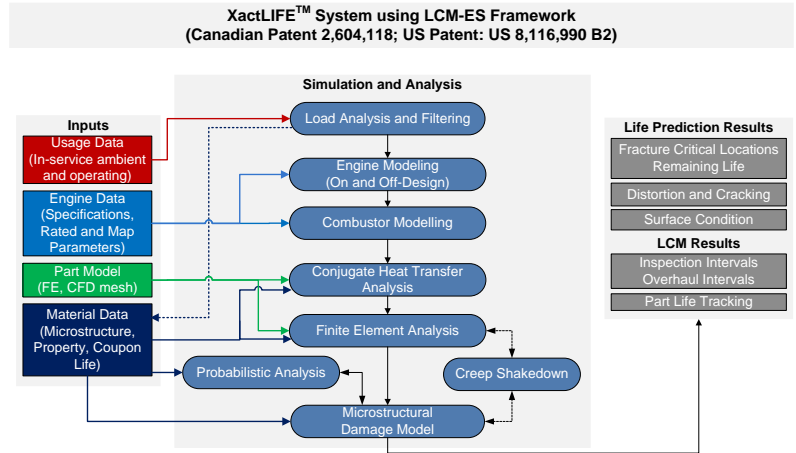 XactLIFE™ System using LCM-ES Framework
(Canadian Patent 2,604,118; US Patent: US 8,116,990 B2)
Simulation and Analysis
Inputs
Usage Data
(In-service ambient
and operating)
Engine Data
(Specifications,
Rated and Map
Parameters)
Part Model
(FE, CFD mesh)
Material Data
(Microstructure,
Property, Coupon
Life)
Load Analysis and Filtering
Engine Modeling
(On and Off-Design)
Combustor Modelling
Conjugate Heat Transfer
Analysis
Finite Element Analysis
Probabilistic Analysis
Creep Shakedown
Microstructural
Damage Model
Life Prediction Results
Fracture Critical Locations
Remaining Life
Distortion and Cracking
Surface Condition
LCM Results
Inspection Intervals
Overhaul Intervals
Part Life Tracking